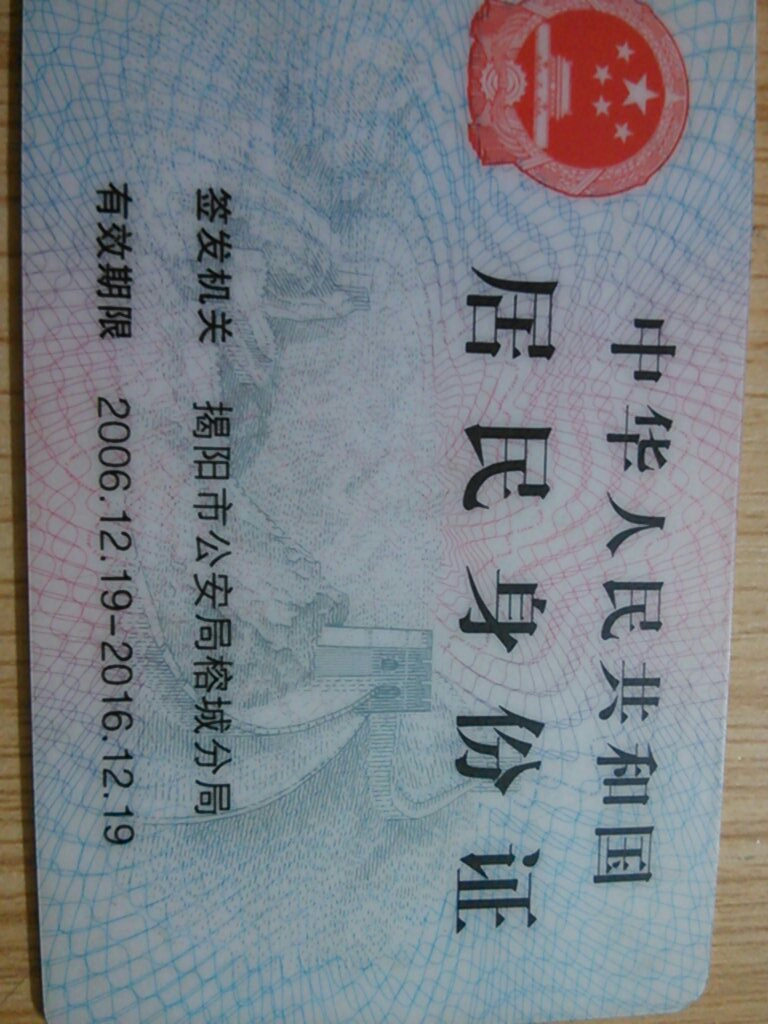 中华人民共和国
居民身份证
签发机关 揭阳市公安局榕城分局
有效期限 2006.12.19-2016.12.19